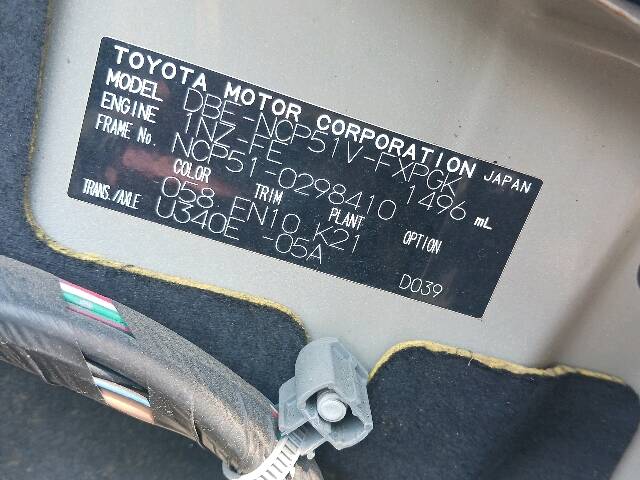 TOYOTA MOTOR CORPORATION JAPAN
MODEL DBE-NCP51V-FXPGK
ENGINE 1NZ-FE 1496 mL
FRAME No. NCP51-0298410
COLOR TRIM PLANT OPTION
058 FN10 K21
TRANS./AXLE U340E -05A
D039